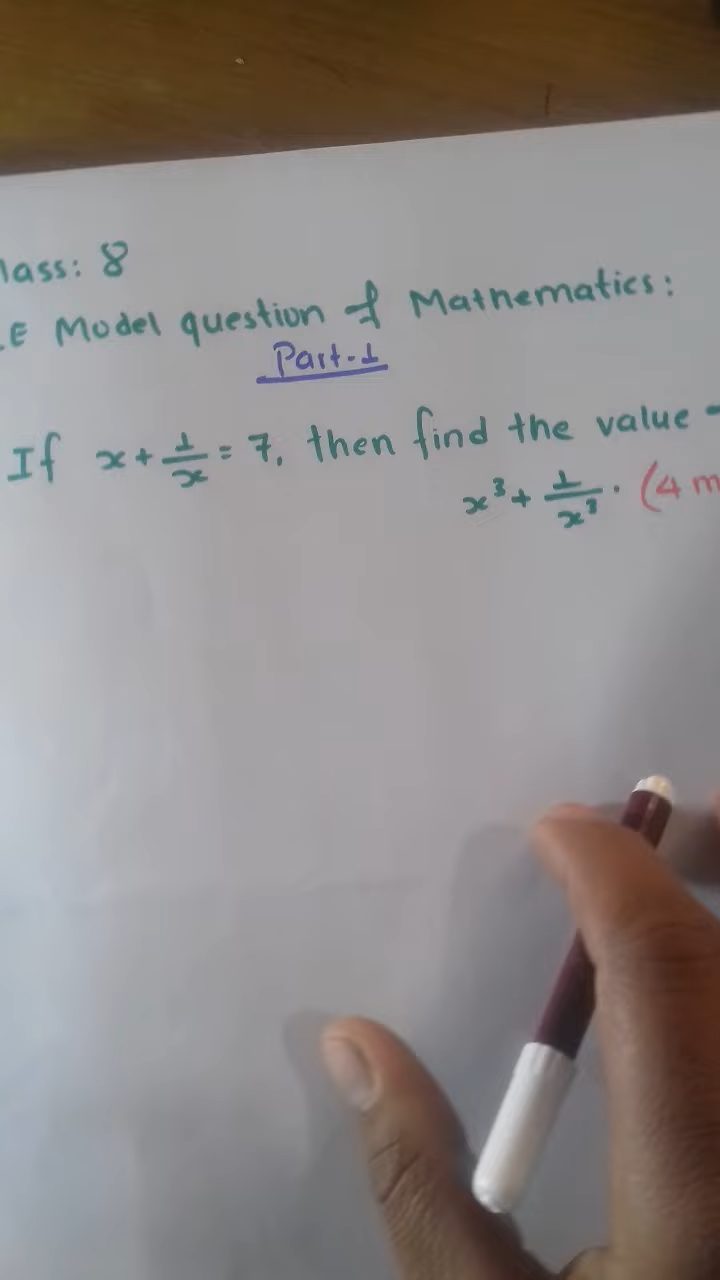 lass: 8
E Model question of Mathematics:
Part-1
If x + 1/x = 7, then find the value
x³ + 1/x³. (4 m